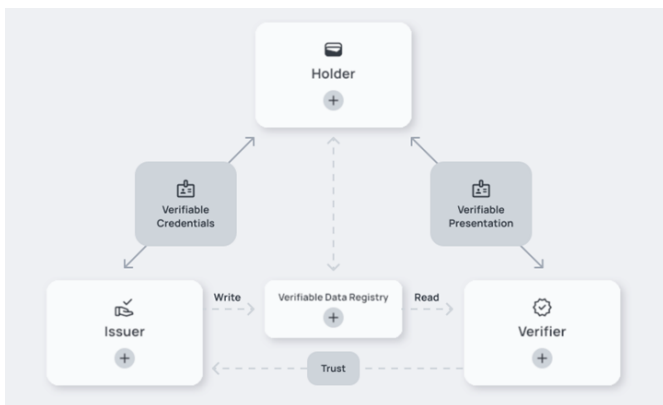 Holder
Verifiable
Credentials
Verifiable
Presentation
Write
Verifiable Data Registry
Read
Issuer
Verifier
Trust